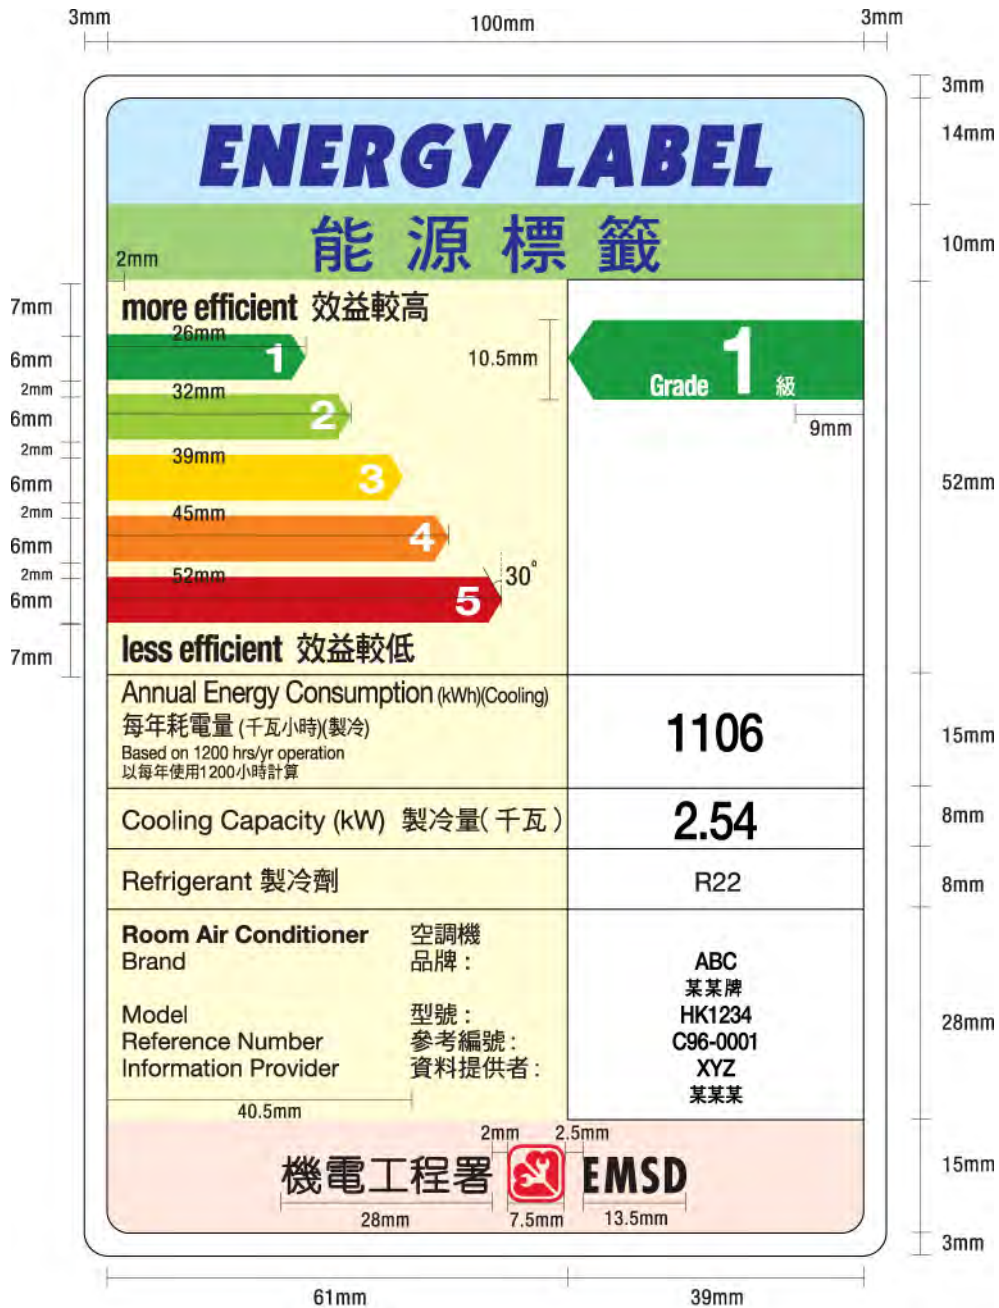 3mm 100mm 3mm
3mm
ENERGY LABEL
14mm
能源標籤
10mm
2mm
7mm
more efficient 效益較高
26mm
6mm
1
10.5mm
Grade 1 級
2mm
32mm
6mm
2
9mm
2mm
39mm
6mm
3
52mm
2mm
45mm
6mm
4
2mm
52mm
30°
6mm
5
7mm
less efficient 效益較低
Annual Energy Consumption (kWh)(Cooling)
每年耗電量 (千瓦小時)(製冷)
Based on 1200 hrs/yr operation
以每年使用1200小時計算
1106
15mm
Cooling Capacity (kW) 製冷量(千瓦)
2.54
8mm
Refrigerant 製冷劑
R22
8mm
Room Air Conditioner 空調機
Brand 品牌 :
ABC
某某牌
Model 型號 :
HK1234
Reference Number 參考編號 :
C96-0001
28mm
Information Provider 資料提供者 :
XYZ
某某某
40.5mm
2mm 2.5mm
機電工程署 EMSD
15mm
28mm 7.5mm 13.5mm
3mm
61mm 39mm